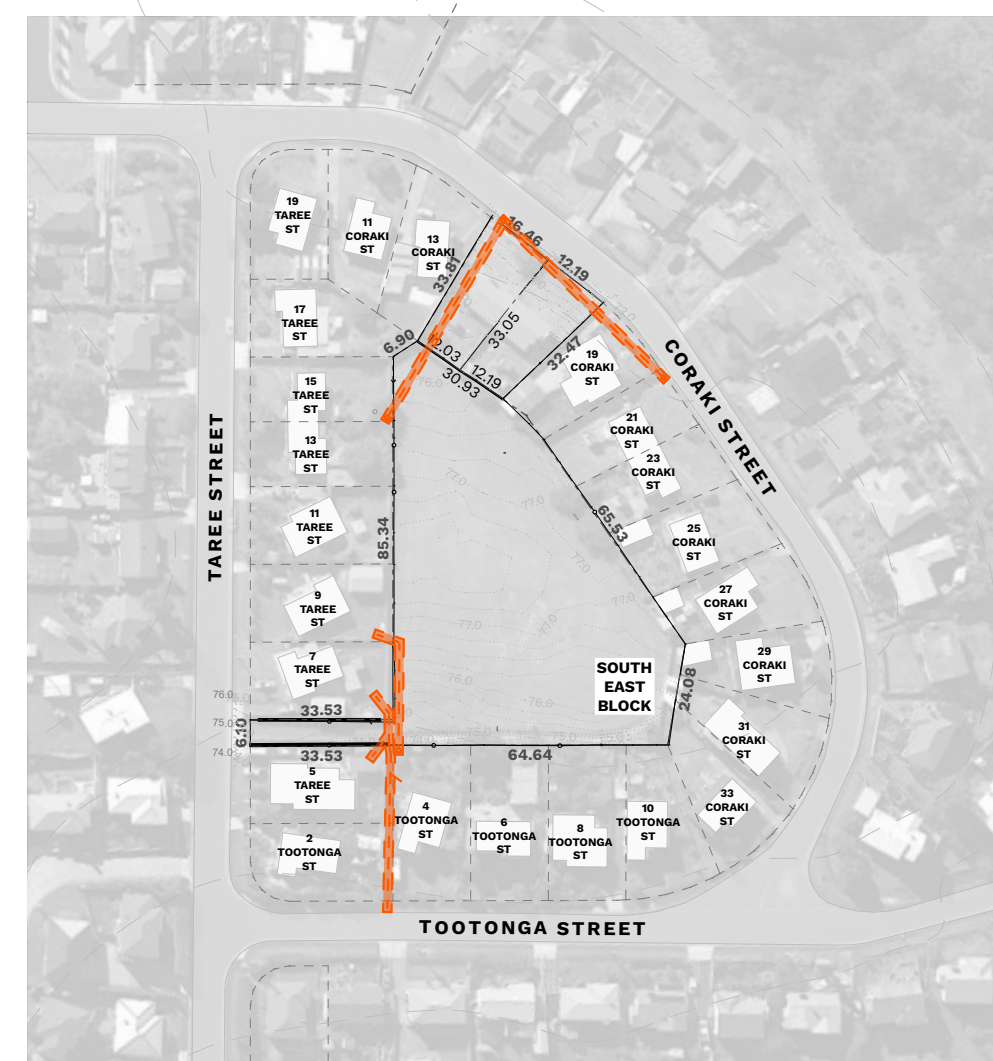 19
TAREE
ST
11
CORAKI
ST
13
CORAKI
ST
16.46
12.19
33.81
33.05
17
TAREE
ST
6.90
12.03
12.19
30.93
32.47
19
CORAKI
ST
76.0
CORAKI STREET
15
TAREE
ST
13
TAREE
ST
21
CORAKI
ST
23
CORAKI
ST
77.0
77.0
TAREE STREET
11
TAREE
ST
85.34
65.53
25
CORAKI
ST
77.0
9
TAREE
ST
77.0
77.0
77.0
27
CORAKI
ST
7
TAREE
ST
76.0
76.0
SOUTH
EAST
BLOCK
24.08
29
CORAKI
ST
76.0
75.0
74.0
6.10
33.53
33.53
75.0
75.0
75.0
64.64
31
CORAKI
ST
5
TAREE
ST
4
TOOTONGA
ST
6
TOOTONGA
ST
8
TOOTONGA
ST
10
TOOTONGA
ST
33
CORAKI
ST
2
TOOTONGA
ST
TOOTONGA STREET